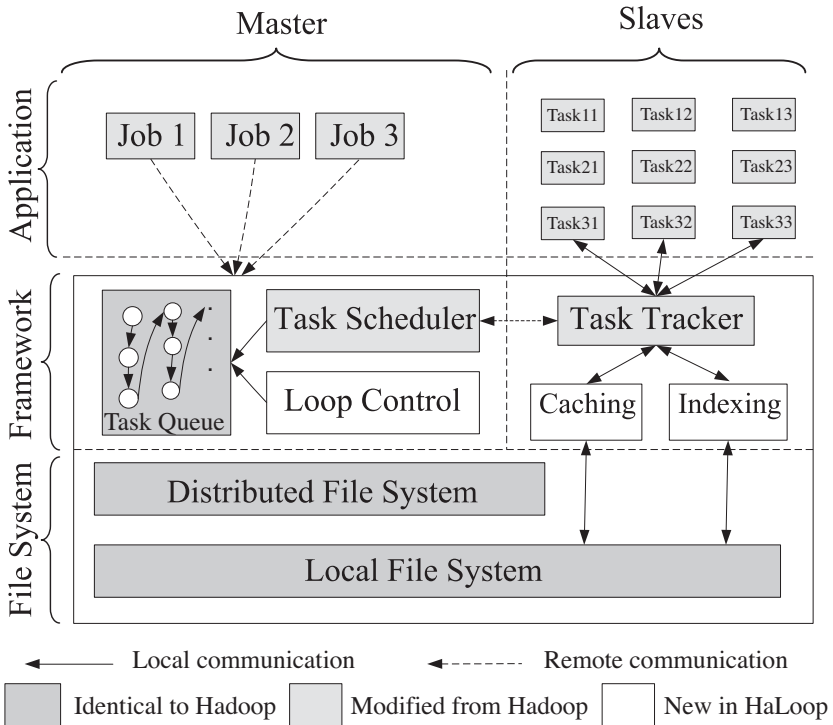 Master
Slaves
Application
Job 1
Job 2
Job 3
Task11
Task12
Task13
Task21
Task22
Task23
Task31
Task32
Task33
Framework
Task Queue
Task Scheduler
Loop Control
Task Tracker
Caching
Indexing
File System
Distributed File System
Local File System
Local communication
Remote communication
Identical to Hadoop
Modified from Hadoop
New in HaLoop